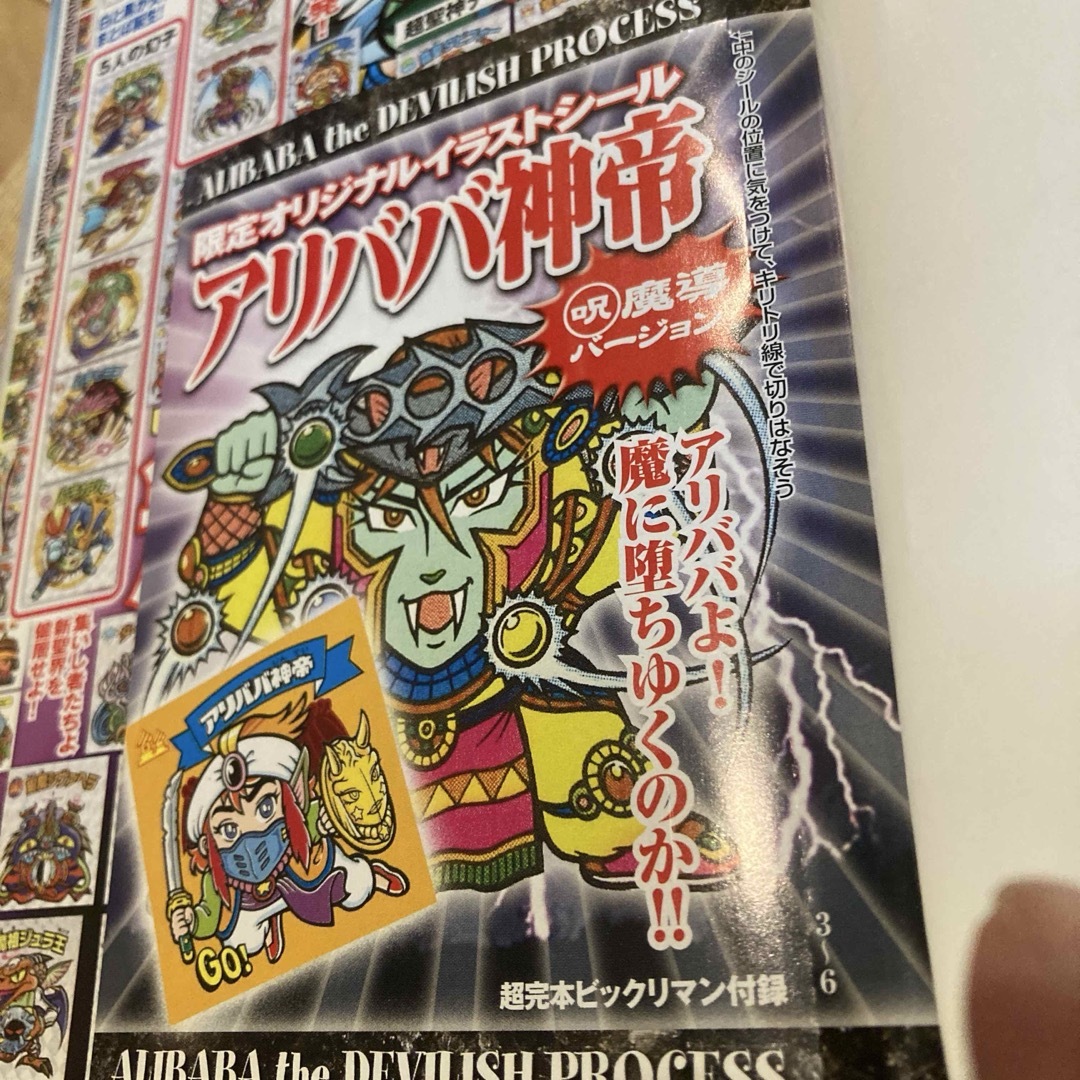 5人の幻子
ALIBABA the DEVILISH PROCESS
限定オリジナルイラストシール
アリババ神帝
呪魔導
バージョン
中のシールの位置に気をつけて、キリトリ線で切りはなそう
アリババよ！
魔に堕ちゆくのか!!
アリババ神帝
GO!
集いし者たちよ
新聖界を
3〜6
超完本ビックリマン付録
ALIBABA the DEVILISH PROCESS